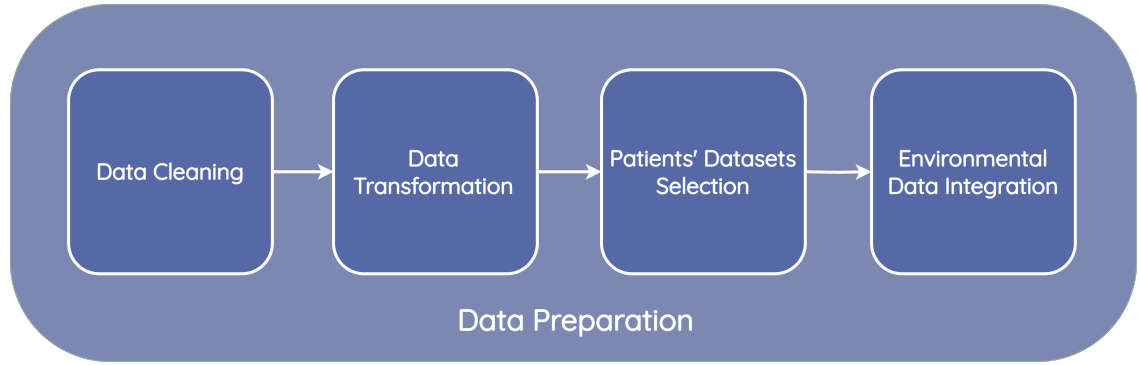 Data Cleaning
Data
Transformation
Patients' Datasets
Selection
Environmental
Data Integration
Data Preparation